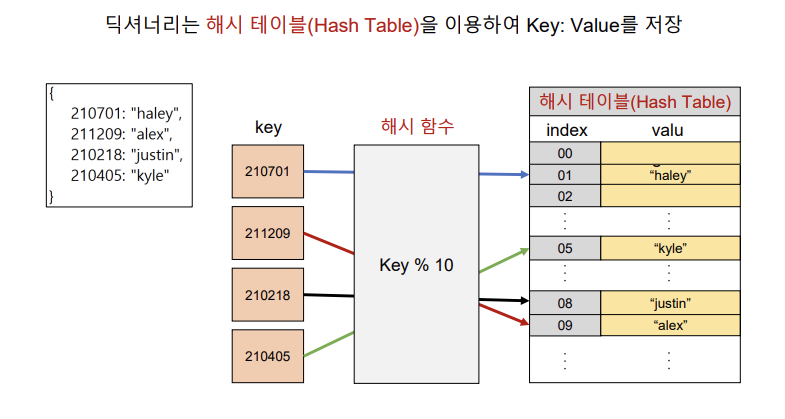 딕셔너리는 해시 테이블(Hash Table)을 이용하여 Key: Value를 저장
{
210701: "haley",
211209: "alex",
210218: "justin",
210405: "kyle"
}
key
210701
211209
210218
210405
해시 함수
Key % 10
해시 테이블(Hash Table)
index valu
00
01 “haley”
02
05 “kyle”
08 “justin”
09 “alex”